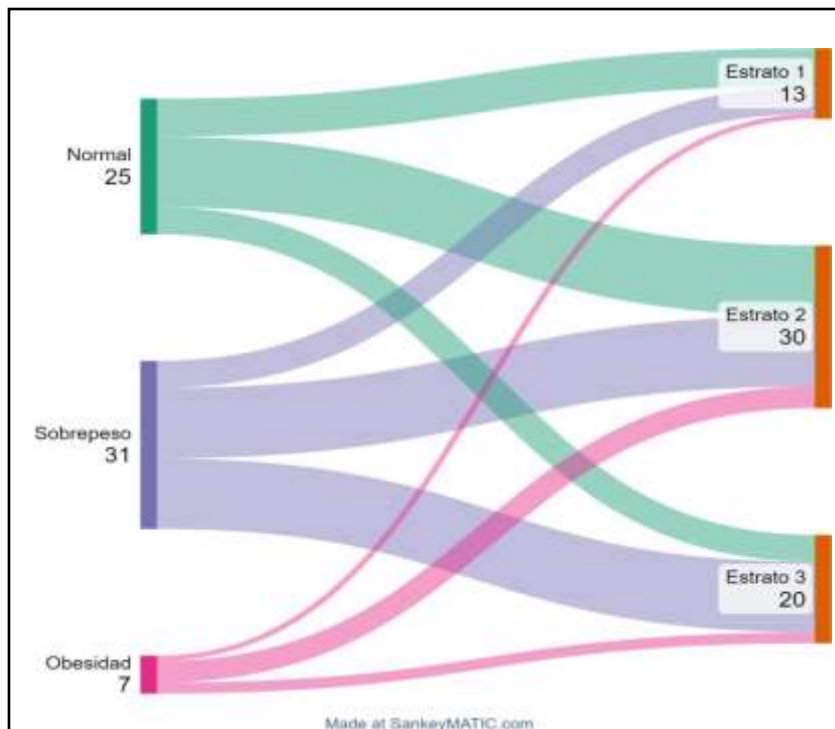 Estrato 1
13
Normal
25
Estrato 2
30
Sobrepeso
31
Estrato 3
20
Obesidad
7
Made at SankeyMATIC.com